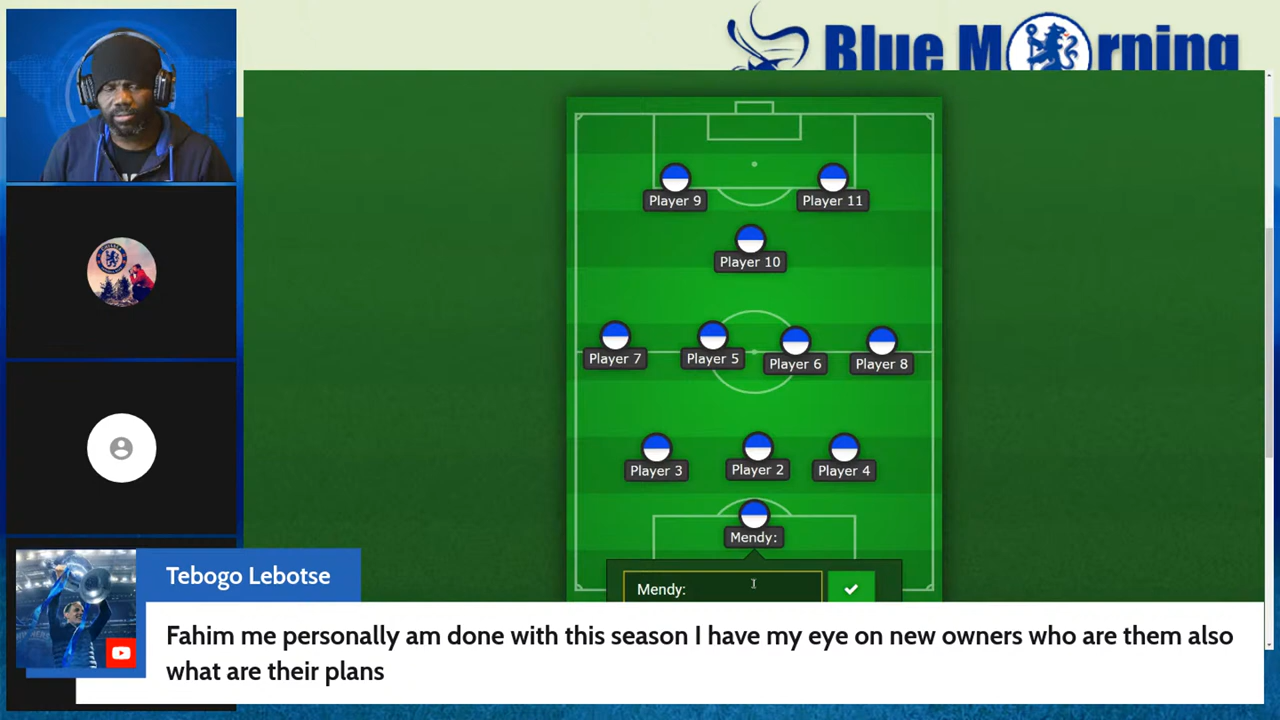 Blue M rning
Player 9
Player 11
Player 10
Player 7
Player 5
Player 6
Player 8
Player 3
Player 2
Player 4
Mendy:
Mendy:
Tebogo Lebotse
Fahim me personally am done with this season I have my eye on new owners who are them also
what are their plans